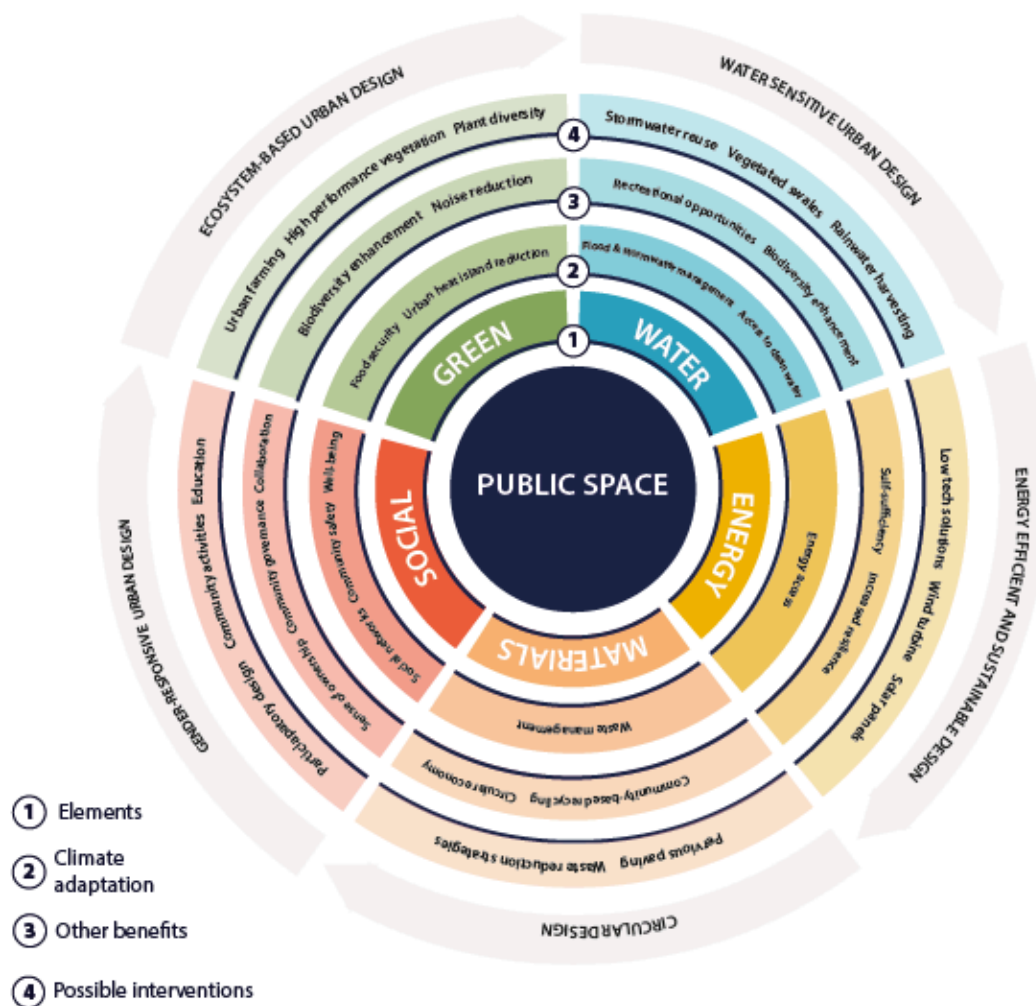 ECOSYSTEM-BASED URBAN DESIGN
WATER SENSITIVE URBAN DESIGN
ENERGY EFFICIENT AND SUSTAINABLE DESIGN
CIRCULAR DESIGN
GENDER-RESPONSIVE URBAN DESIGN
4
3
2
1
PUBLIC SPACE
GREEN
Food security Urban heat island reduction
Biodiversity enhancement Noise reduction
Urban farming High performance vegetation Plant diversity
WATER
Flood & stormwater management Access to clean water
Recreational opportunities Biodiversity enhancement
Stormwater reuse Vegetated swales Rainwater harvesting
ENERGY
Energy access
Sulf-sufficiency increased resilience
Low tech solutions Wind turbine Solar panels
MATERIALS
Waste management
Community-based recycling Circular economy
Pervious paving Waste reduction strategies
SOCIAL
Social networks Community safety Well-being
Sense of ownership Community governance Collaboration
Particiapatory design Community activities Education
1 Elements
2 Climate
adaptation
3 Other benefits
4 Possible interventions